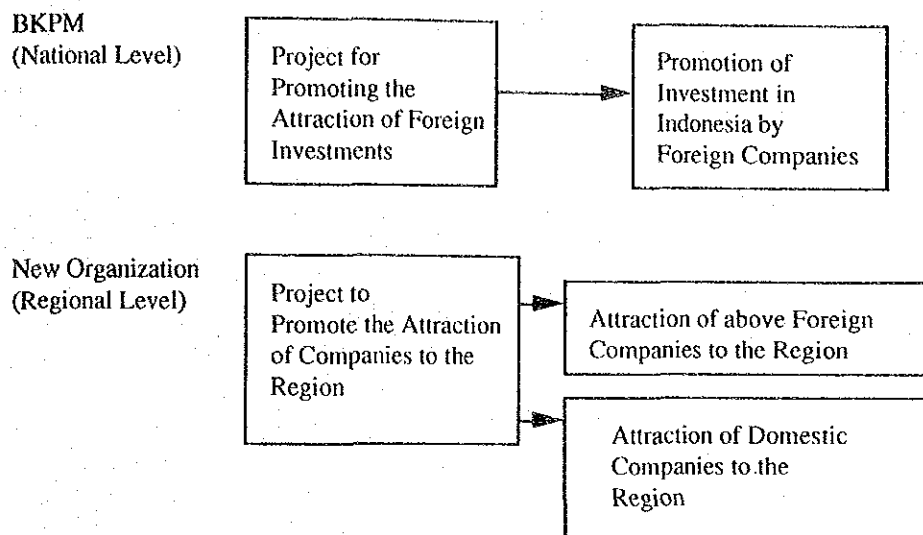 BKPM
(National Level)
Project for
Promoting the
Attraction of Foreign
Investments
Promotion of
Investment in
Indonesia by
Foreign Companies
New Organization
(Regional Level)
Project to
Promote the Attraction
of Companies to the
Region
Attraction of above Foreign
Companies to the Region
Attraction of Domestic
Companies to the
Region